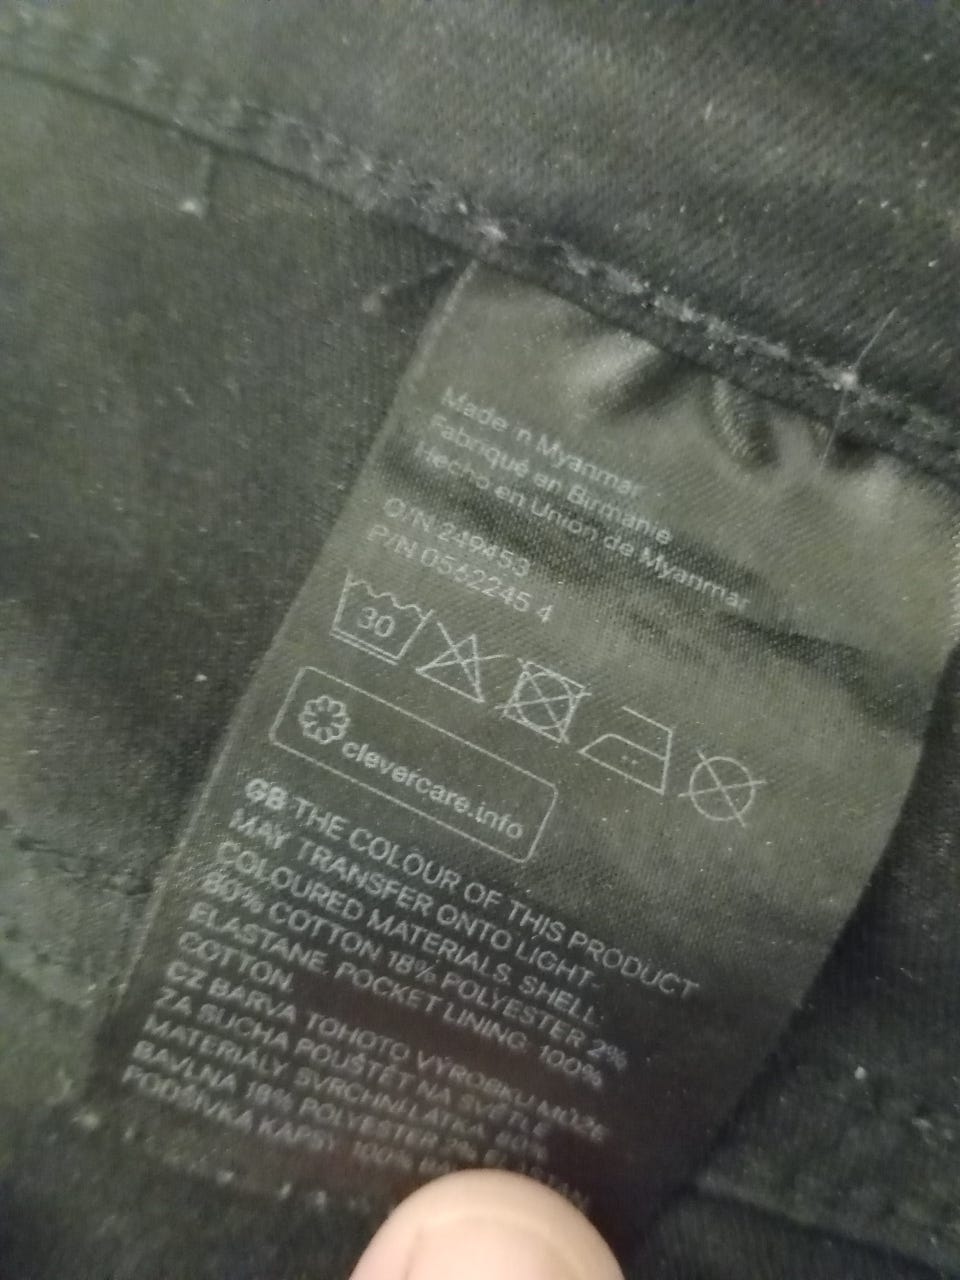 Made in Myanmar
Fabriqué en Birmanie
Hecho en Unión de Myanmar
O/N 249453
P/N 0562245 4
30
clevercare.info
GB THE COLOUR OF THIS PRODUCT
MAY TRANSFER ONTO LIGHT-
COLOURED MATERIALS. SHELL:
80% COTTON 18% POLYESTER 2%
ELASTANE. POCKET LINING: 100%
COTTON.
CZ BARVA TOHOTO VÝROBKU MŮŽE
ZA SUCHA POUŠTĚT NA SVĚTLÉ
MATERIÁLY SVRCHNÍ LÁTKA: 80%
BAVLNA 18% POLYESTER 2%
PODŠÍVKA KAPSY: 100%